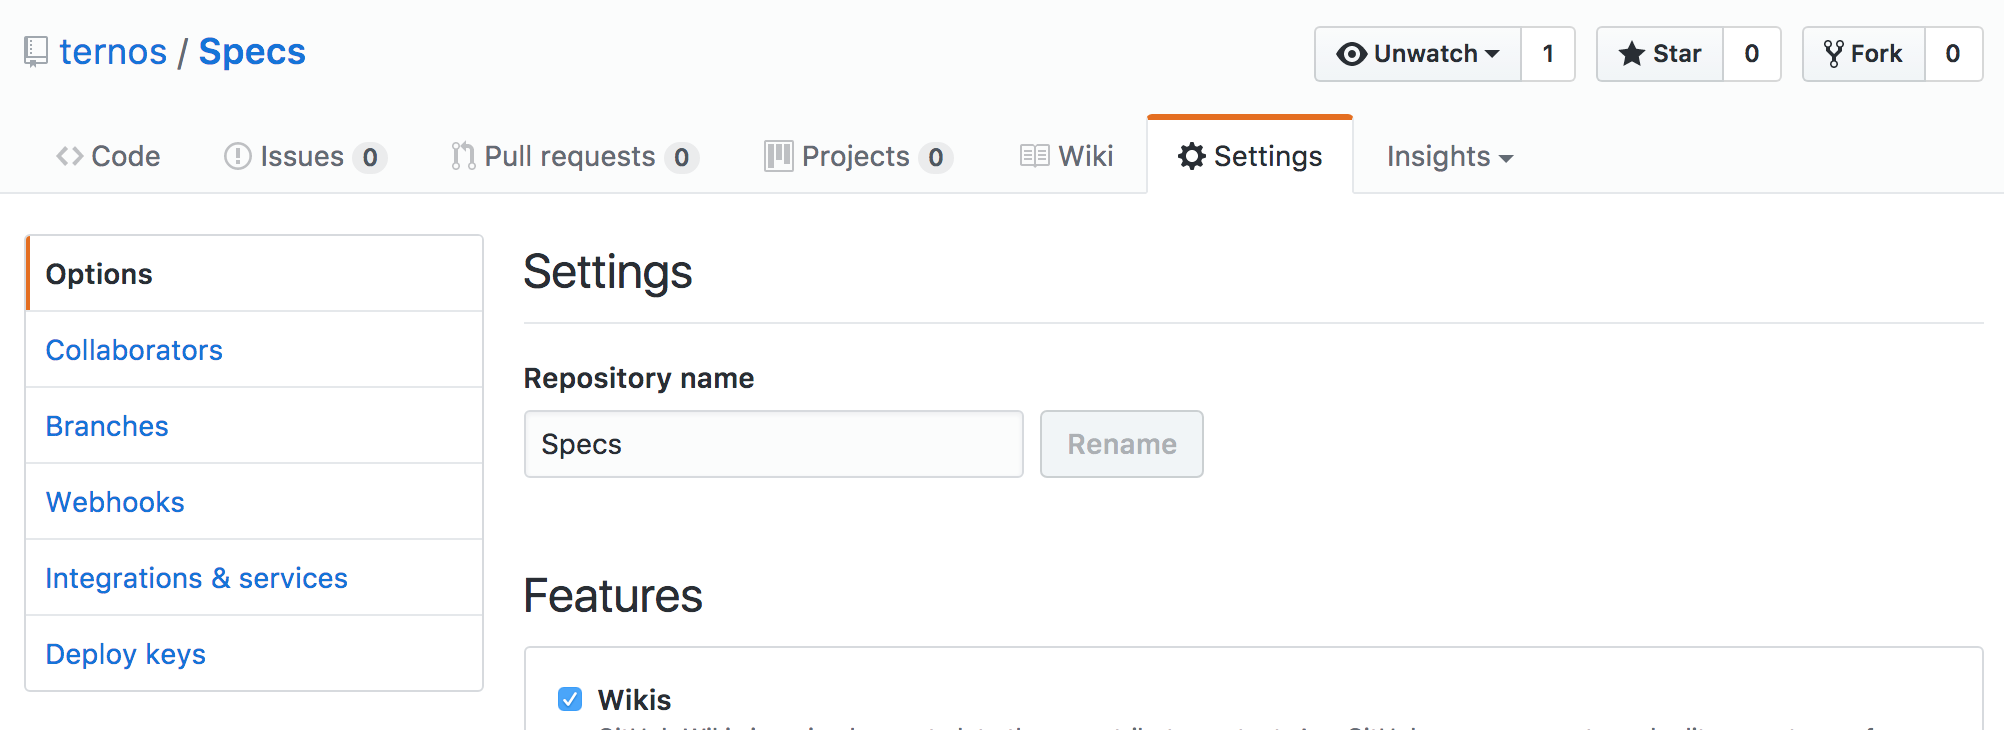 ternos / Specs
Unwatch 1 Star 0 Fork 0
Code Issues 0 Pull requests 0 Projects 0 Wiki Settings Insights
Options
Collaborators
Branches
Webhooks
Integrations & services
Deploy keys
Settings
Repository name
Specs Rename
Features
Wikis